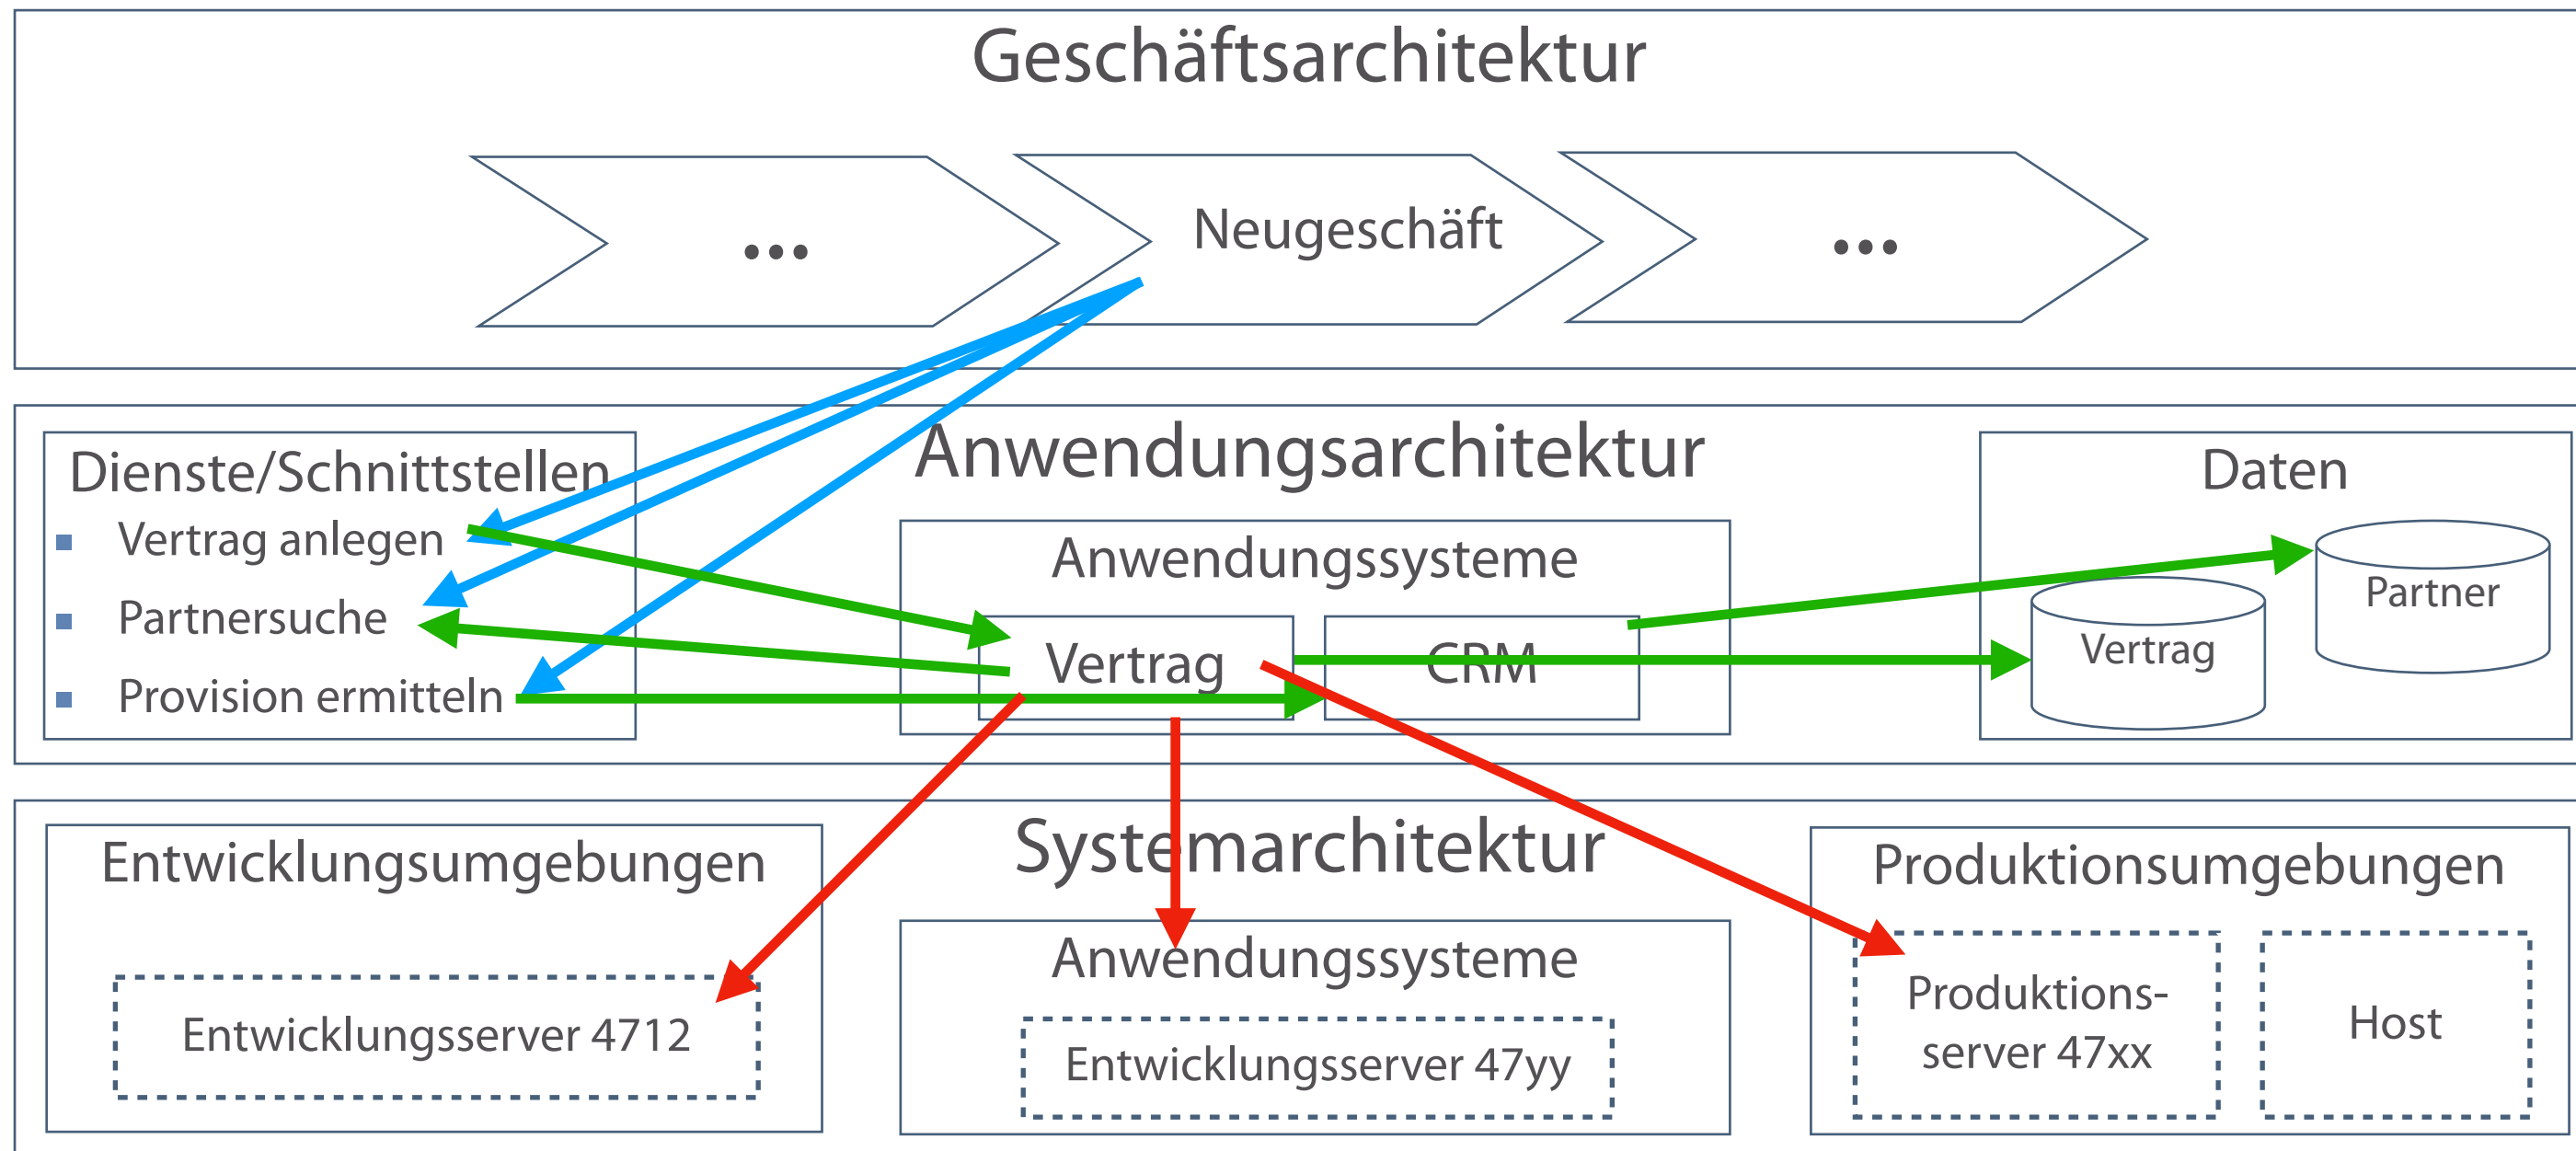 Geschäftsarchitektur
...
Neugeschäft
...
Anwendungsarchitektur
Dienste/Schnittstellen
Vertrag anlegen
Partnersuche
Provision ermitteln
Anwendungssysteme
Vertrag
CRM
Daten
Vertrag
Partner
Systemarchitektur
Entwicklungsumgebungen
Entwicklungsserver 4712
Anwendungssysteme
Entwicklungsserver 47yy
Produktionsumgebungen
Produktions-
server 47xx
Host